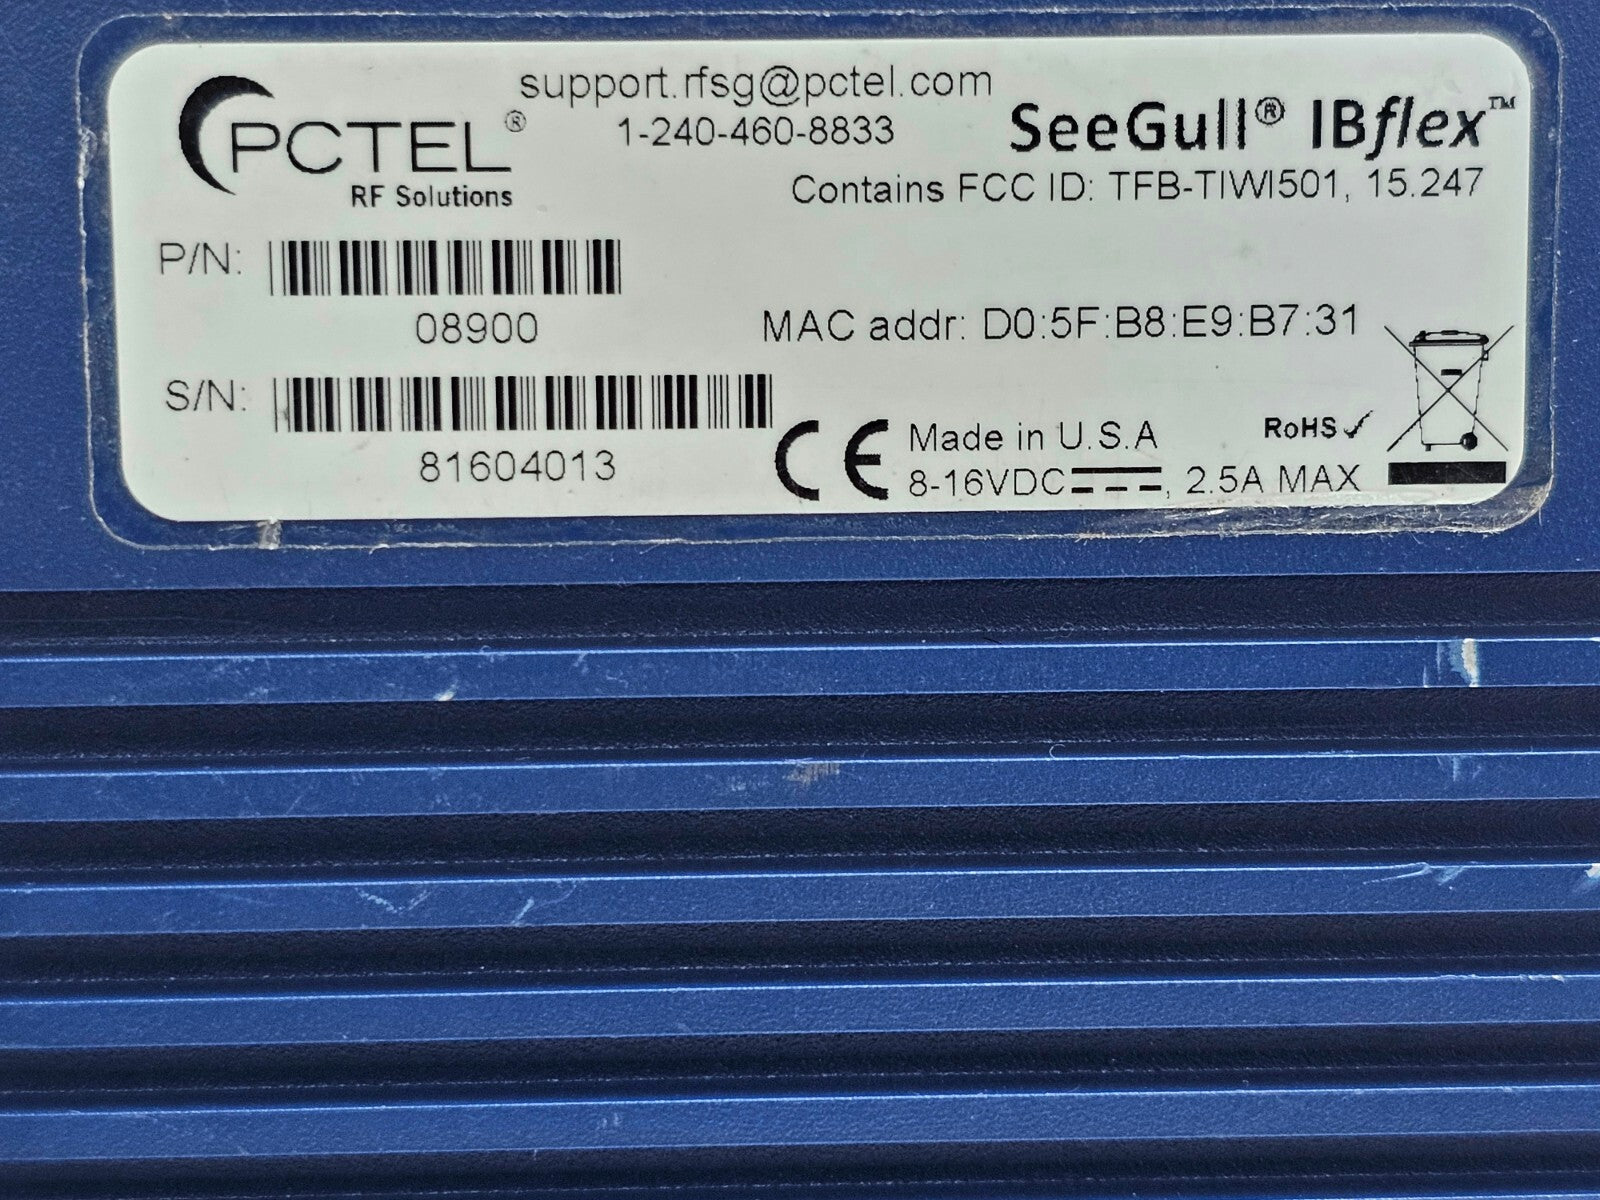 support.rfsg@pctel.com
PCTEL®
1-240-460-8833
SeeGull® IBflex™
RF Solutions
Contains FCC ID: TFB-TIWI501, 15.247
P/N:
08900
MAC addr: D0:5F:B8:E9:B7:31
S/N:
81604013
CE
Made in U.S.A
RoHS✓
8-16VDC⎓, 2.5A MAX